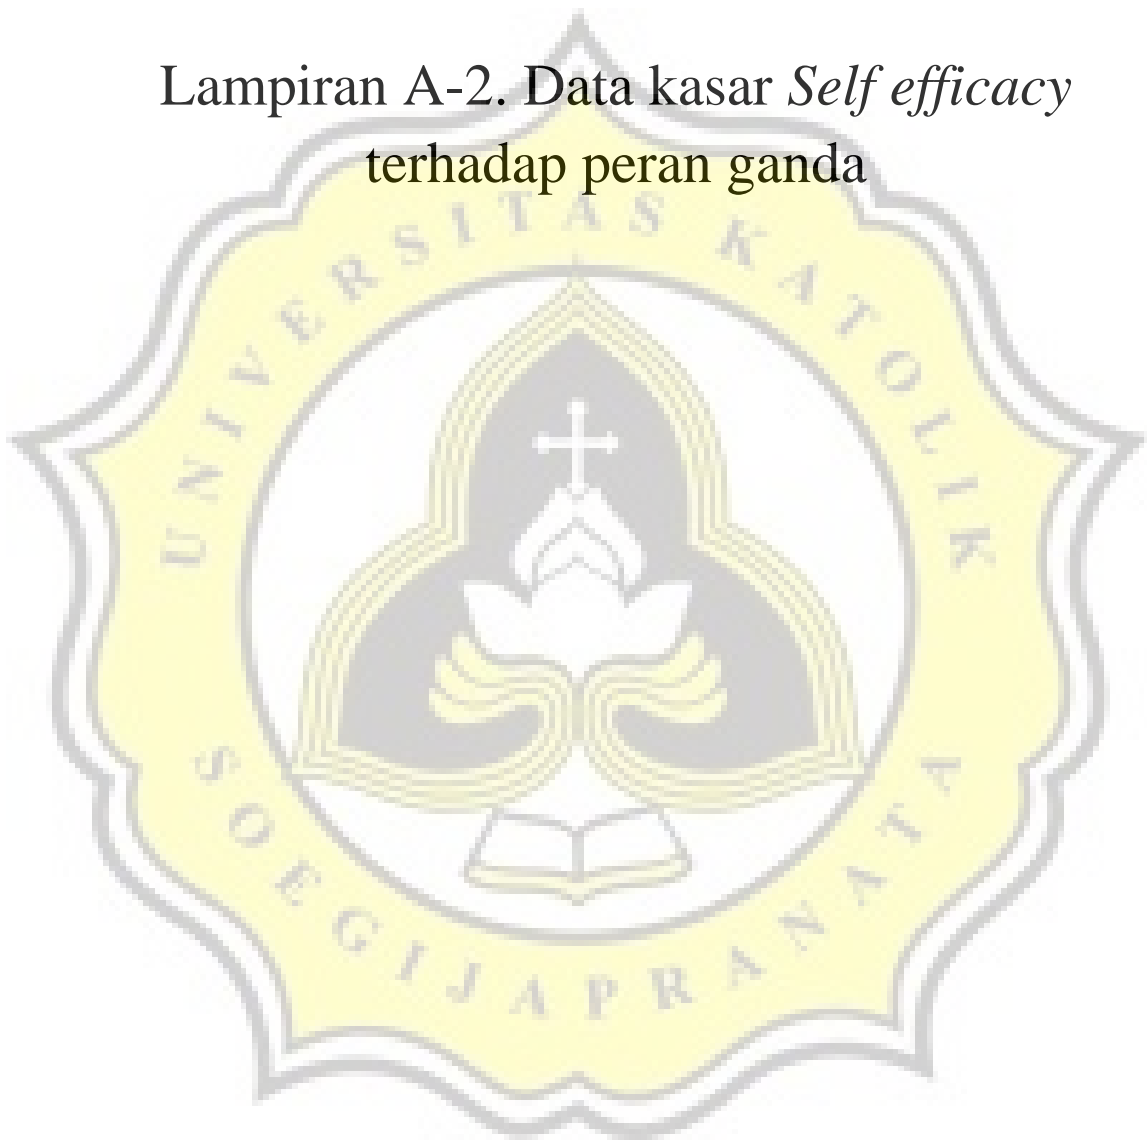 Lampiran A-2. Data kasar Self efficacy
terhadap peran ganda
UNIVERSITAS KATOLIK
SOEGIJAPRANATA